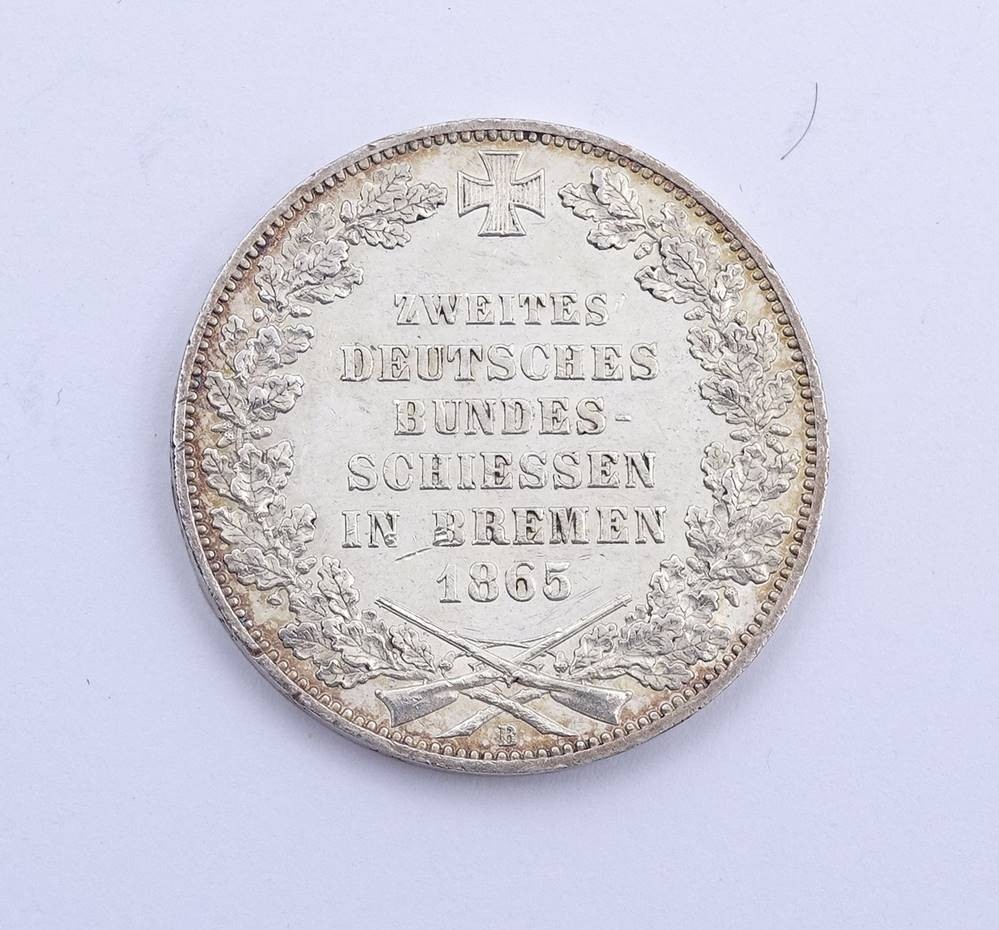 ZWEITES
DEUTSCHES
BUNDES-
SCHIESSEN
IN BREMEN
1865
B